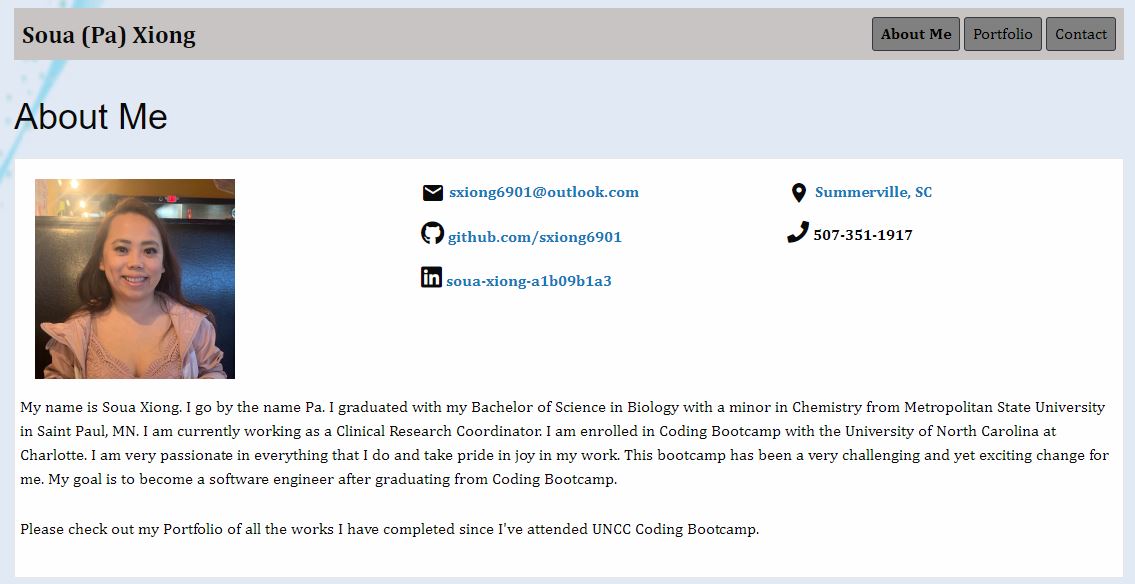 Soua (Pa) Xiong
About Me Portfolio Contact
About Me
sxiong6901@outlook.com
github.com/sxiong6901
soua-xiong-a1b09b1a3
Summerville, SC
507-351-1917
My name is Soua Xiong. I go by the name Pa. I graduated with my Bachelor of Science in Biology with a minor in Chemistry from Metropolitan State University
in Saint Paul, MN. I am currently working as a Clinical Research Coordinator. I am enrolled in Coding Bootcamp with the University of North Carolina at
Charlotte. I am very passionate in everything that I do and take pride in joy in my work. This bootcamp has been a very challenging and yet exciting change for
me. My goal is to become a software engineer after graduating from Coding Bootcamp.
Please check out my Portfolio of all the works I have completed since I've attended UNCC Coding Bootcamp.